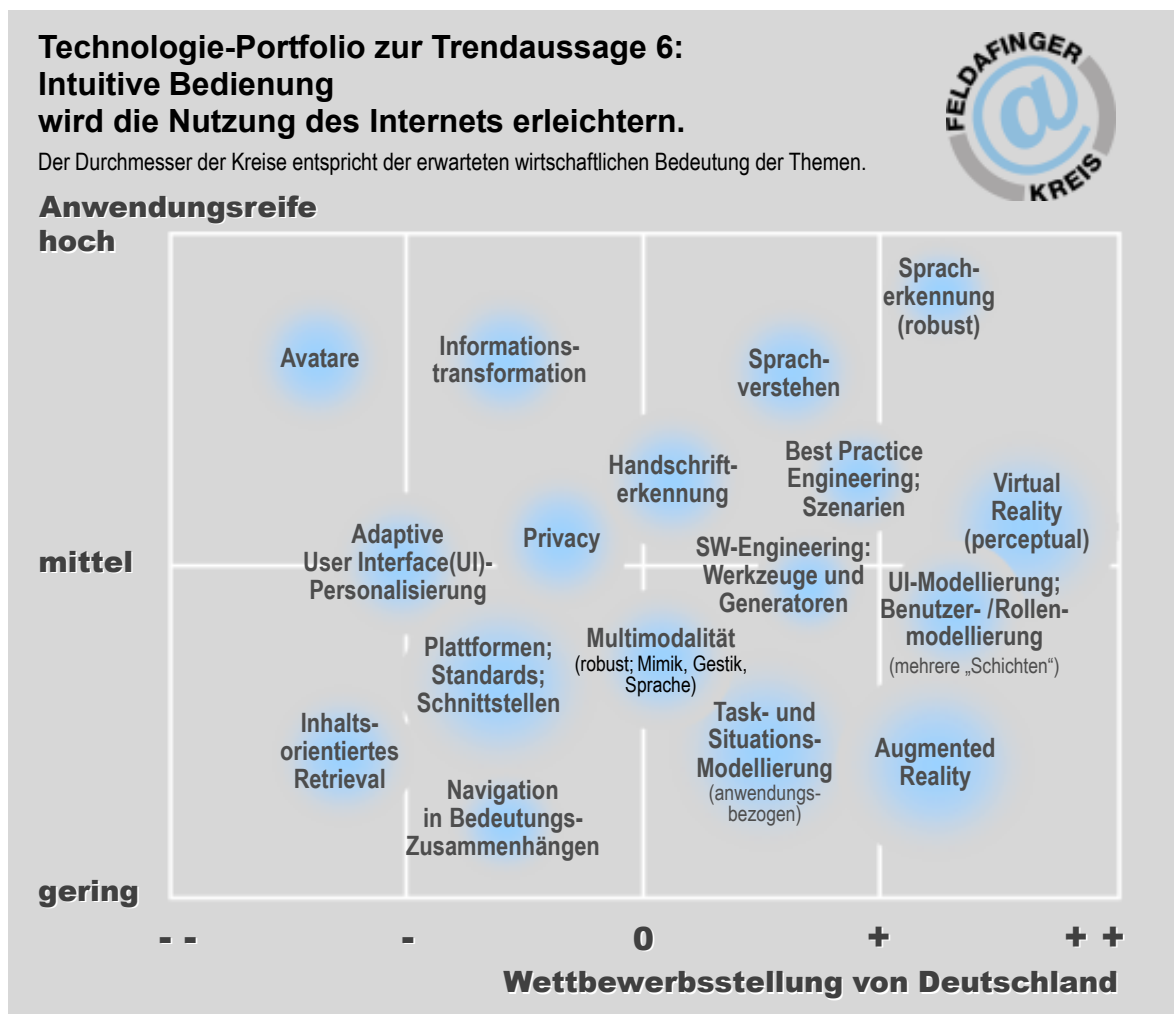 Technologie-Portfolio zur Trendaussage 6:
Intuitive Bedienung
wird die Nutzung des Internets erleichtern.
Der Durchmesser der Kreise entspricht der erwarteten wirtschaftlichen Bedeutung der Themen.
FELDAFINGER
@
KREIS
Anwendungsreife
hoch
Sprach-
erkennung
(robust)
Avatare
Informations-
transformation
Sprach-
verstehen
Handschrift-
erkennung
Best Practice
Engineering;
Szenarien
Virtual
Reality
(perceptual)
Adaptive
User Interface(UI)-
Personalisierung
Privacy
SW-Engineering:
Werkzeuge und
Generatoren
mittel
UI-Modellierung;
Benutzer- /Rollen-
modellierung
(mehrere „Schichten“)
Plattformen;
Standards;
Schnittstellen
Multimodalität
(robust; Mimik, Gestik,
Sprache)
Inhalts-
orientiertes
Retrieval
Task- und
Situations-
Modellierung
(anwendungs-
bezogen)
Augmented
Reality
Navigation
in Bedeutungs-
Zusammenhängen
gering
- - - 0 + + +
Wettbewerbsstellung von Deutschland